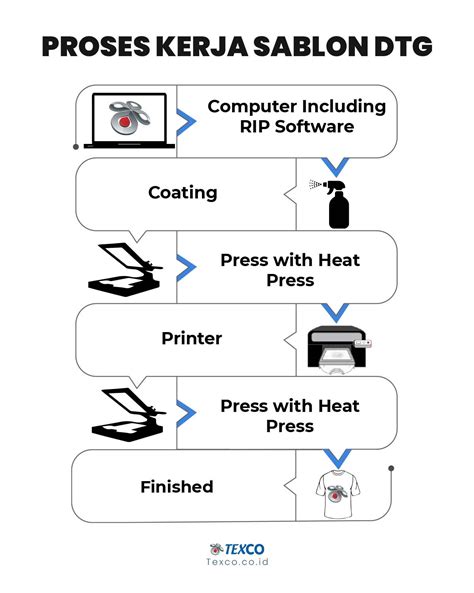 PROSES KERJA SABLON DTG
Computer Including
RIP Software
Coating
Press with Heat
Press
Printer
Press with Heat
Press
Finished
TEXCO
Texco.co.id